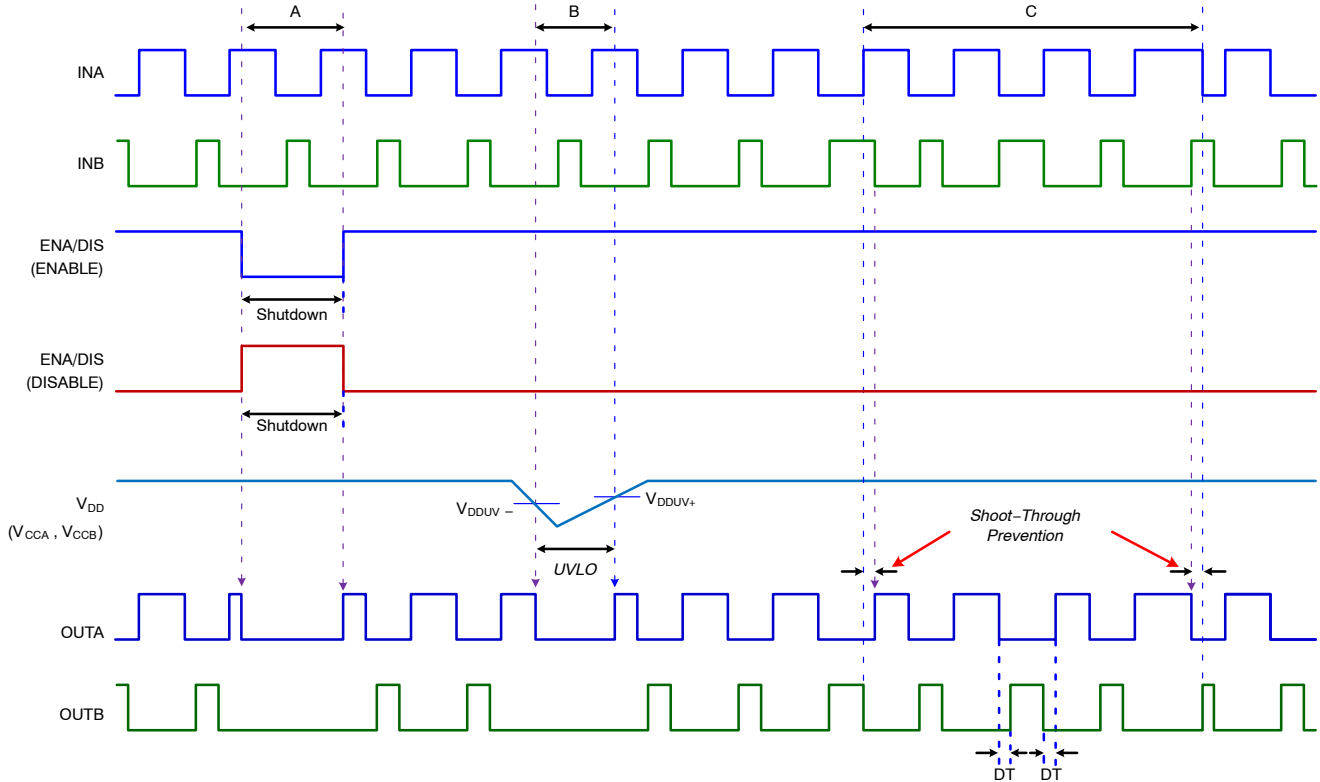 A
B
C
INA
INB
ENA/DIS
(ENABLE)
Shutdown
ENA/DIS
(DISABLE)
Shutdown
VDD
(VCCA , VCCB)
VDDUV −
VDDUV+
UVLO
Shoot−Through
Prevention
OUTA
OUTB
DT
DT